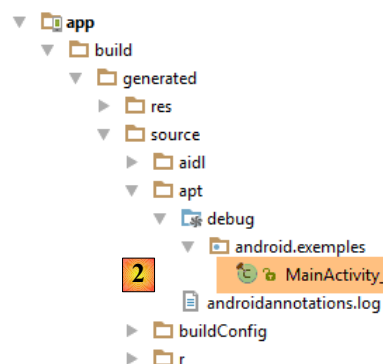 app
build
generated
res
source
aidl
apt
debug
android.exemples
2
MainActivity_
androidannotations.log
buildConfig
r